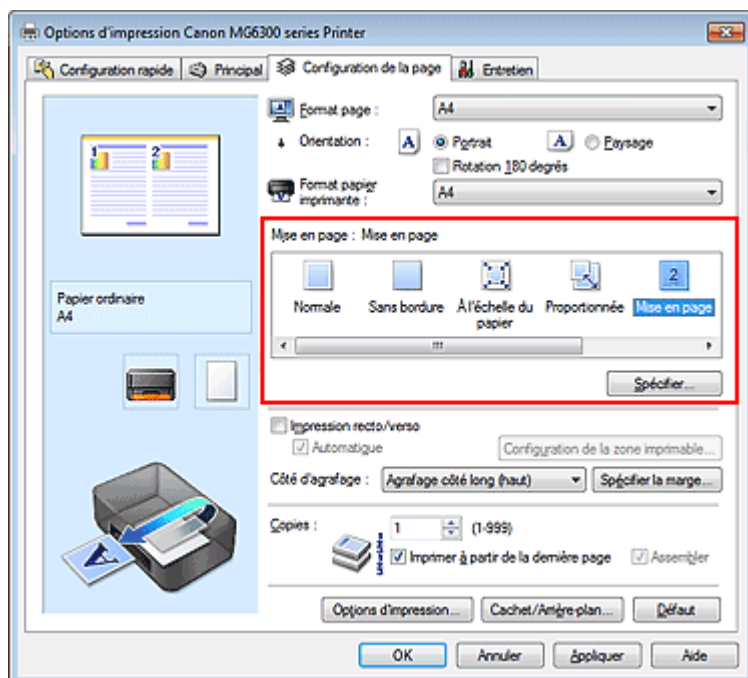 Options d'impression Canon MG6300 series Printer
Configuration rapide Principal Configuration de la page Entretien
Format page : A4
Orientation : A Portrait A Paysage
Rotation 180 degrés
Format papier imprimante : A4
1 2
Mise en page : Mise en page
2
Normale Sans bordure À l'échelle du papier Proportionnée Mise en page
Papier ordinaire
A4
Spécifier...
Impression recto/verso
Automatique Configuration de la zone imprimable...
Côté d'agrafage : Agrafage côté long (haut) Spécifier la marge...
Copies : 1 (1-999)
Imprimer à partir de la dernière page Assembler
A
Options d'impression... Cachet/Arrière-plan... Défaut
OK Annuler Appliquer Aide